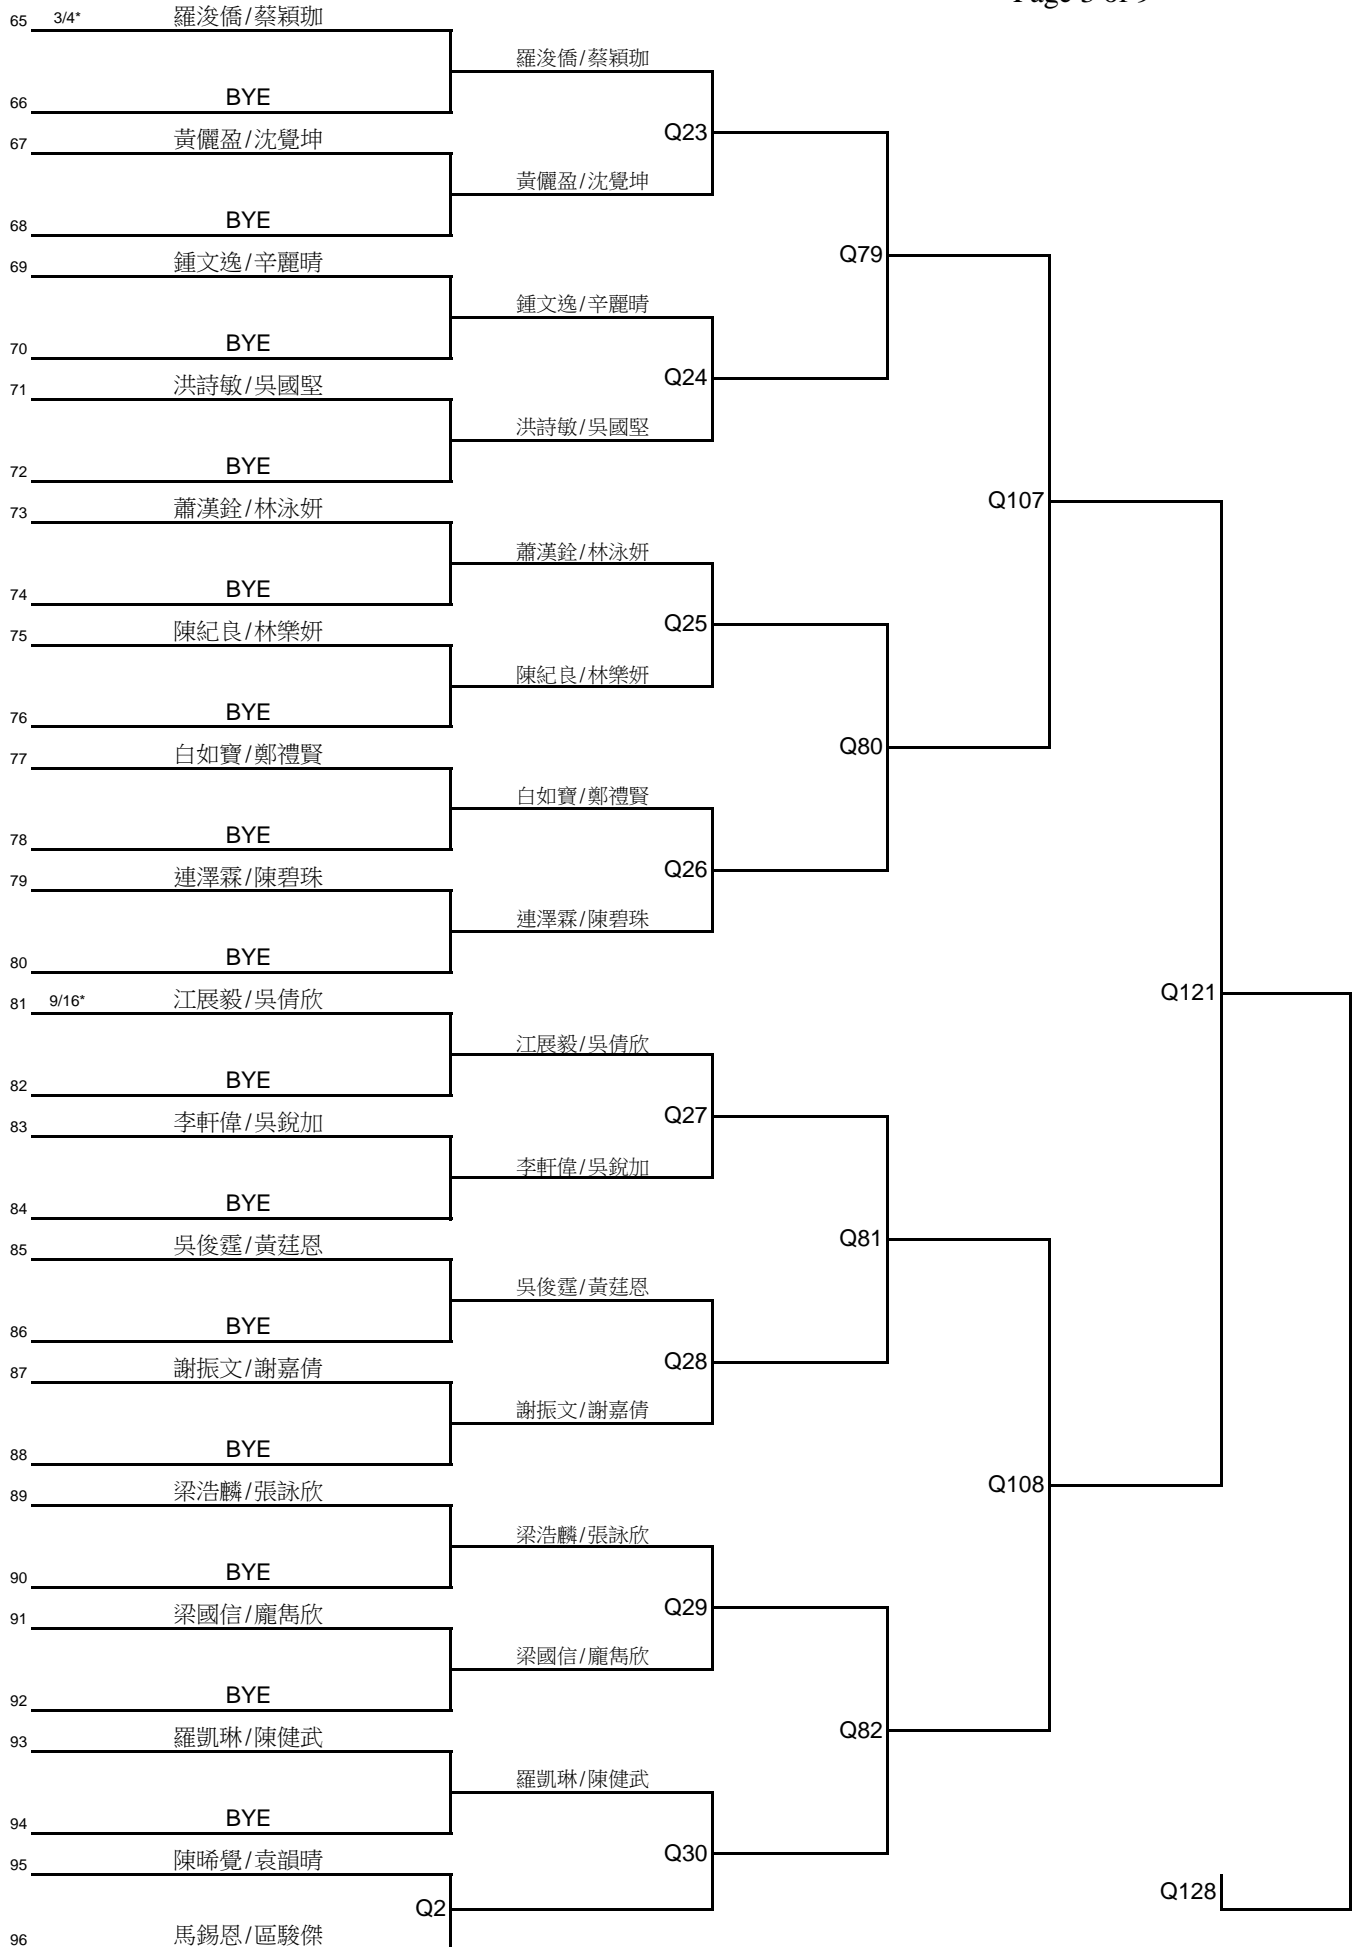 Page 3 of 9
65 3/4* 羅浚僑/蔡穎珈
羅浚僑/蔡穎珈
66 BYE
Q23
67 黃儷盈/沈覺坤
黃儷盈/沈覺坤
68 BYE
Q79
69 鍾文逸/辛麗晴
鍾文逸/辛麗晴
70 BYE
Q24
71 洪詩敏/吳國堅
洪詩敏/吳國堅
72 BYE
Q107
73 蕭漢銓/林泳妍
蕭漢銓/林泳妍
74 BYE
Q25
75 陳紀良/林樂妍
陳紀良/林樂妍
76 BYE
Q80
77 白如寶/鄭禮賢
白如寶/鄭禮賢
78 BYE
Q26
79 連澤霖/陳碧珠
連澤霖/陳碧珠
80 BYE
Q121
81 9/16* 江展毅/吳倩欣
江展毅/吳倩欣
82 BYE
Q27
83 李軒偉/吳銳加
李軒偉/吳銳加
84 BYE
Q81
85 吳俊霆/黃莛恩
吳俊霆/黃莛恩
86 BYE
Q28
87 謝振文/謝嘉倩
謝振文/謝嘉倩
88 BYE
Q108
89 梁浩麟/張詠欣
梁浩麟/張詠欣
90 BYE
Q29
91 梁國信/龐雋欣
梁國信/龐雋欣
92 BYE
Q82
93 羅凱琳/陳健武
羅凱琳/陳健武
94 BYE
Q30
95 陳晞覺/袁韻晴
Q128
Q2
96 馬錫恩/區駿傑